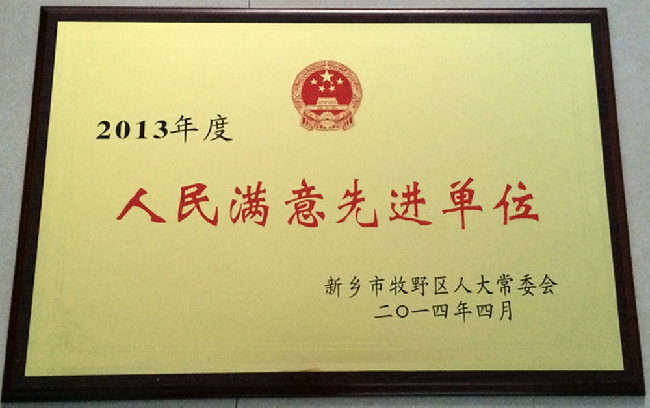 2013年度
人民满意先进单位
新乡市牧野区人大常委会
二〇一四年四月